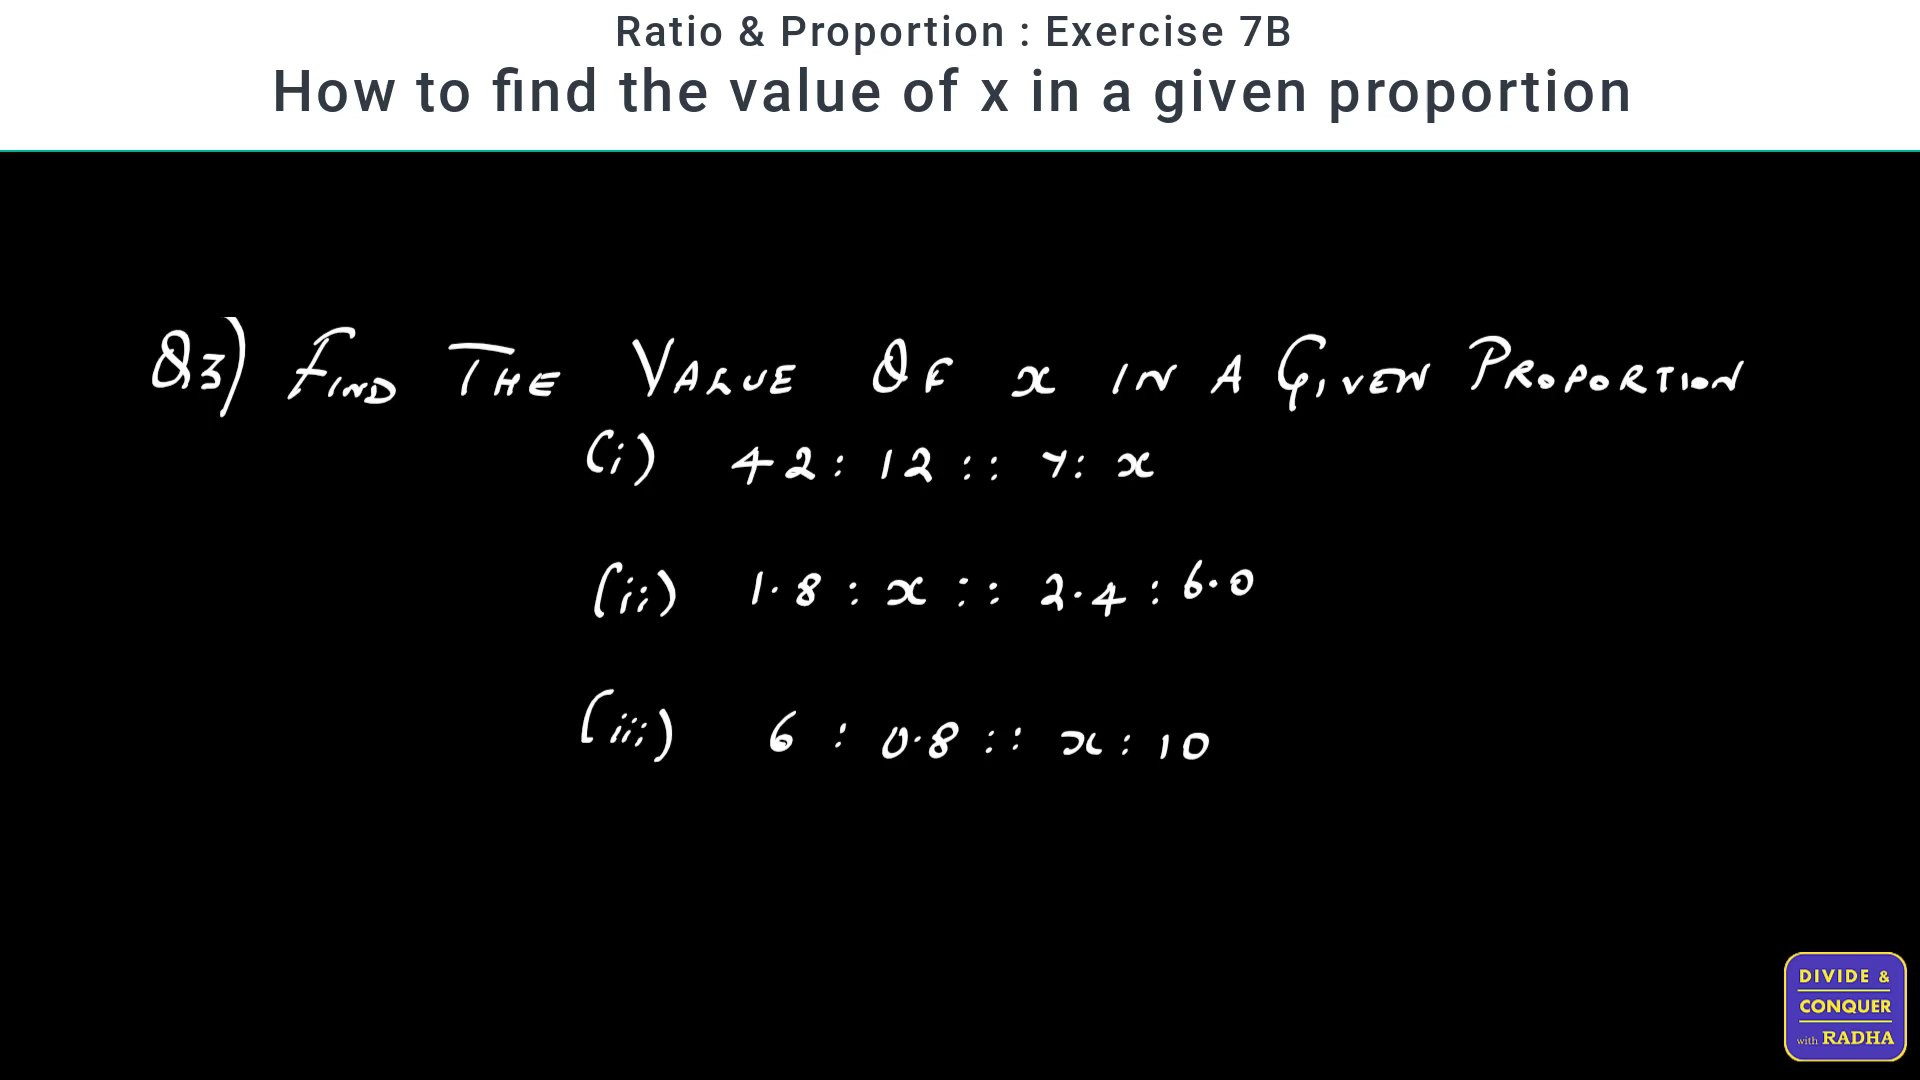 Ratio & Proportion : Exercise 7B
How to find the value of x in a given proportion
Q3) FIND THE VALUE OF x IN A GIVEN PROPORTION
(i) 42 : 12 :: 7 : x
(ii) 1.8 : x :: 2.4 : 6.0
(iii) 6 : 0.8 :: x : 10
DIVIDE &
CONQUER
with RADHA